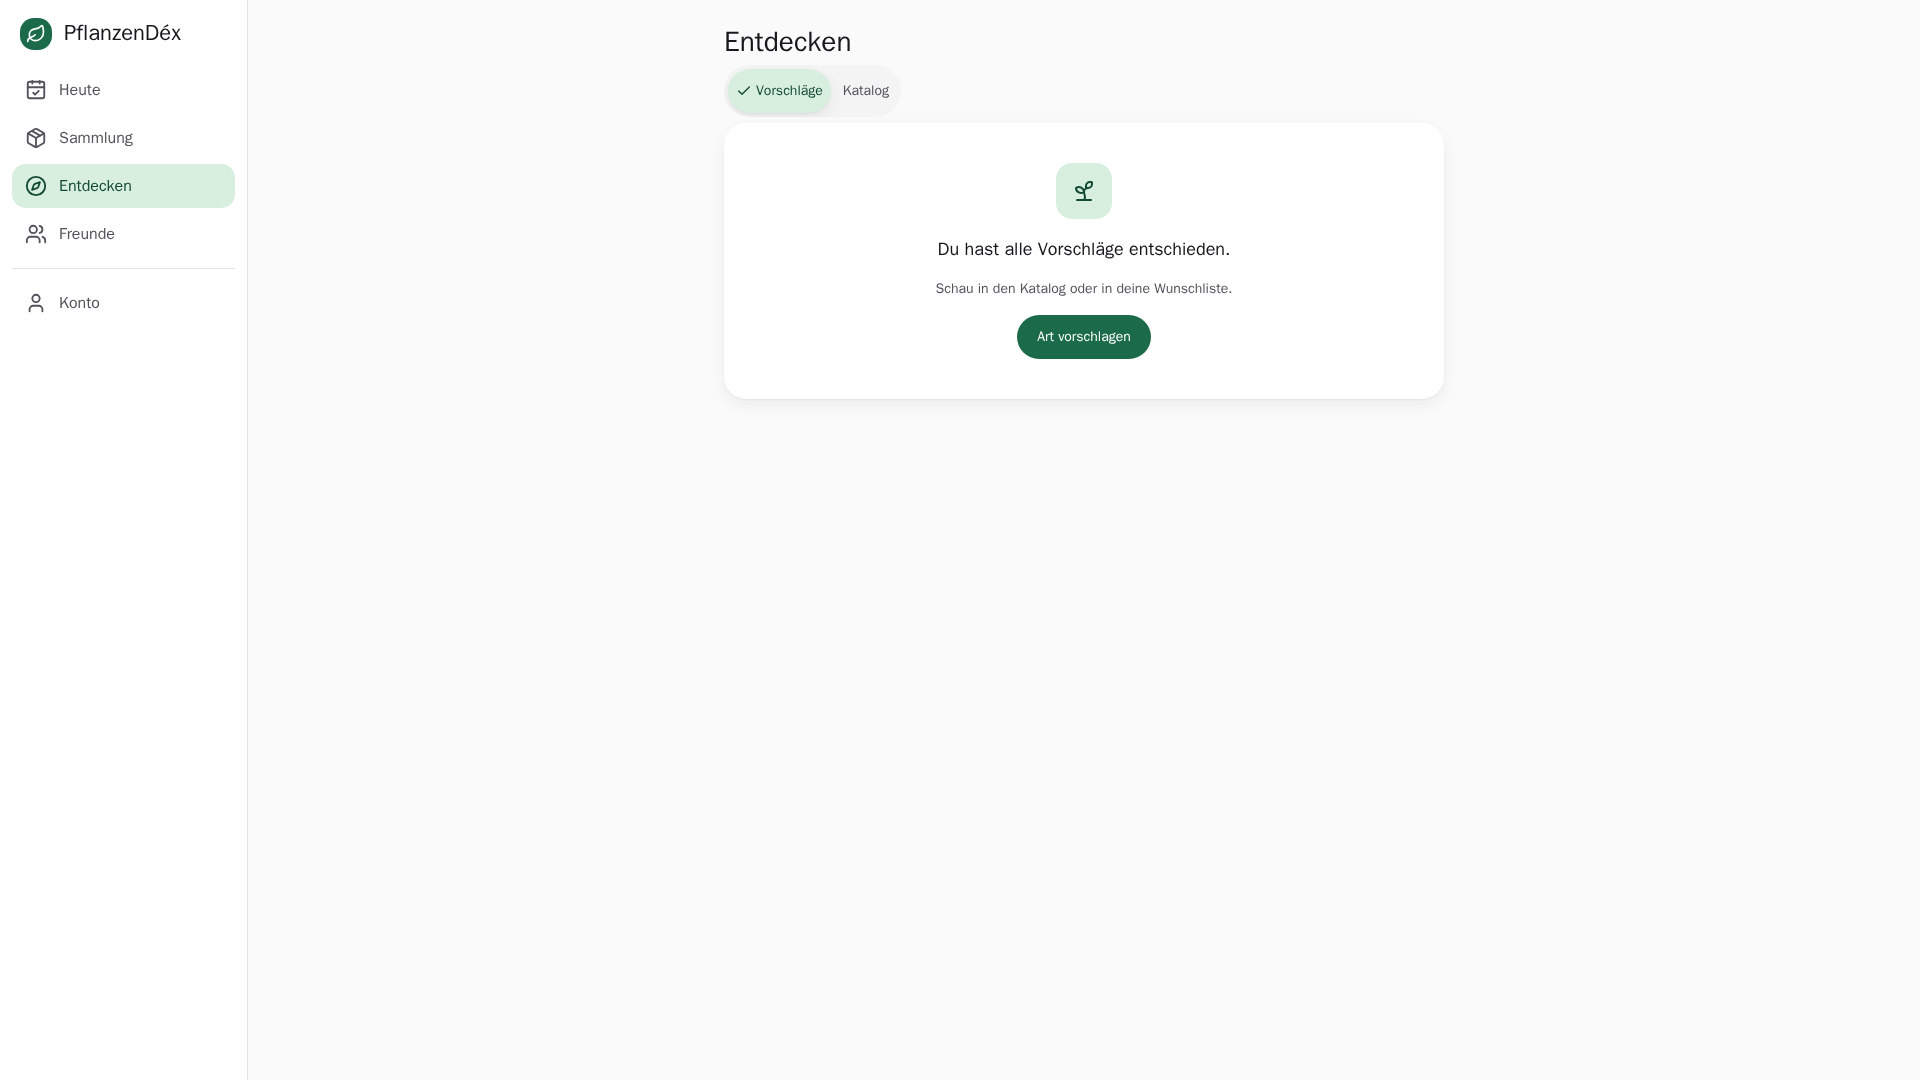 PflanzenDéx
Heute
Sammlung
Entdecken
Freunde
Konto
Entdecken
Vorschläge
Katalog
Du hast alle Vorschläge entschieden.
Schau in den Katalog oder in deine Wunschliste.
Art vorschlagen